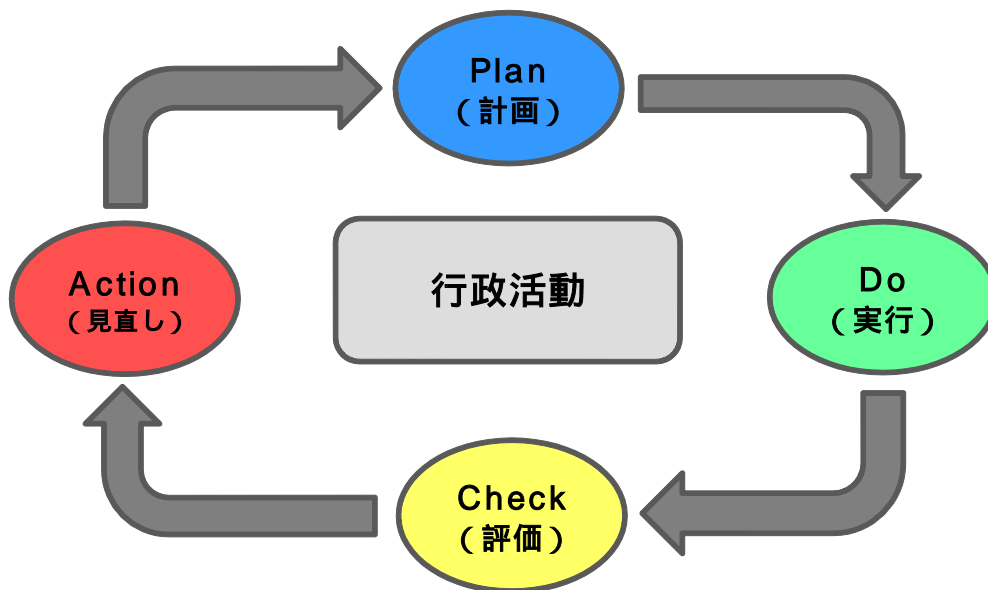 Plan
（計画）
Action
（見直し）
行政活動
Do
（実行）
Check
（評価）